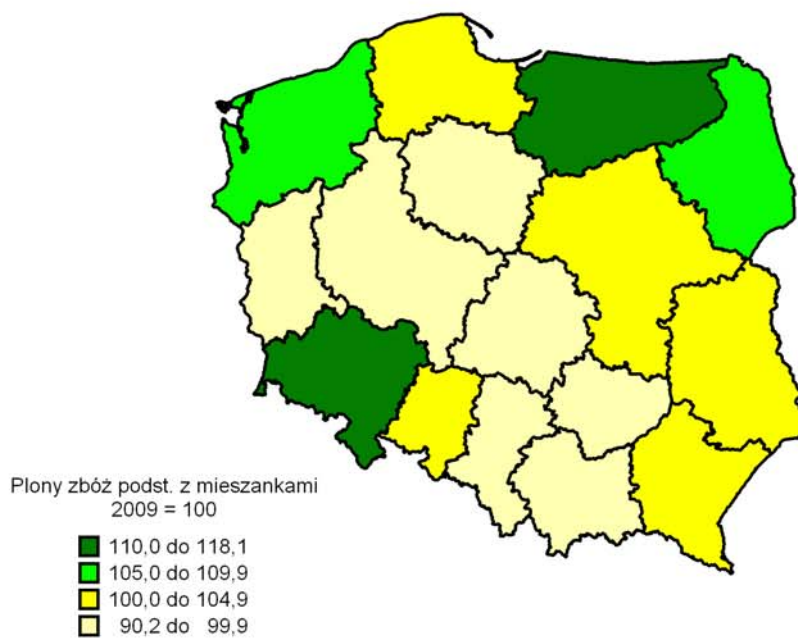 Plony zbóż podst. z mieszankami
2009 = 100
110,0 do 118,1
105,0 do 109,9
100,0 do 104,9
90,2 do 99,9